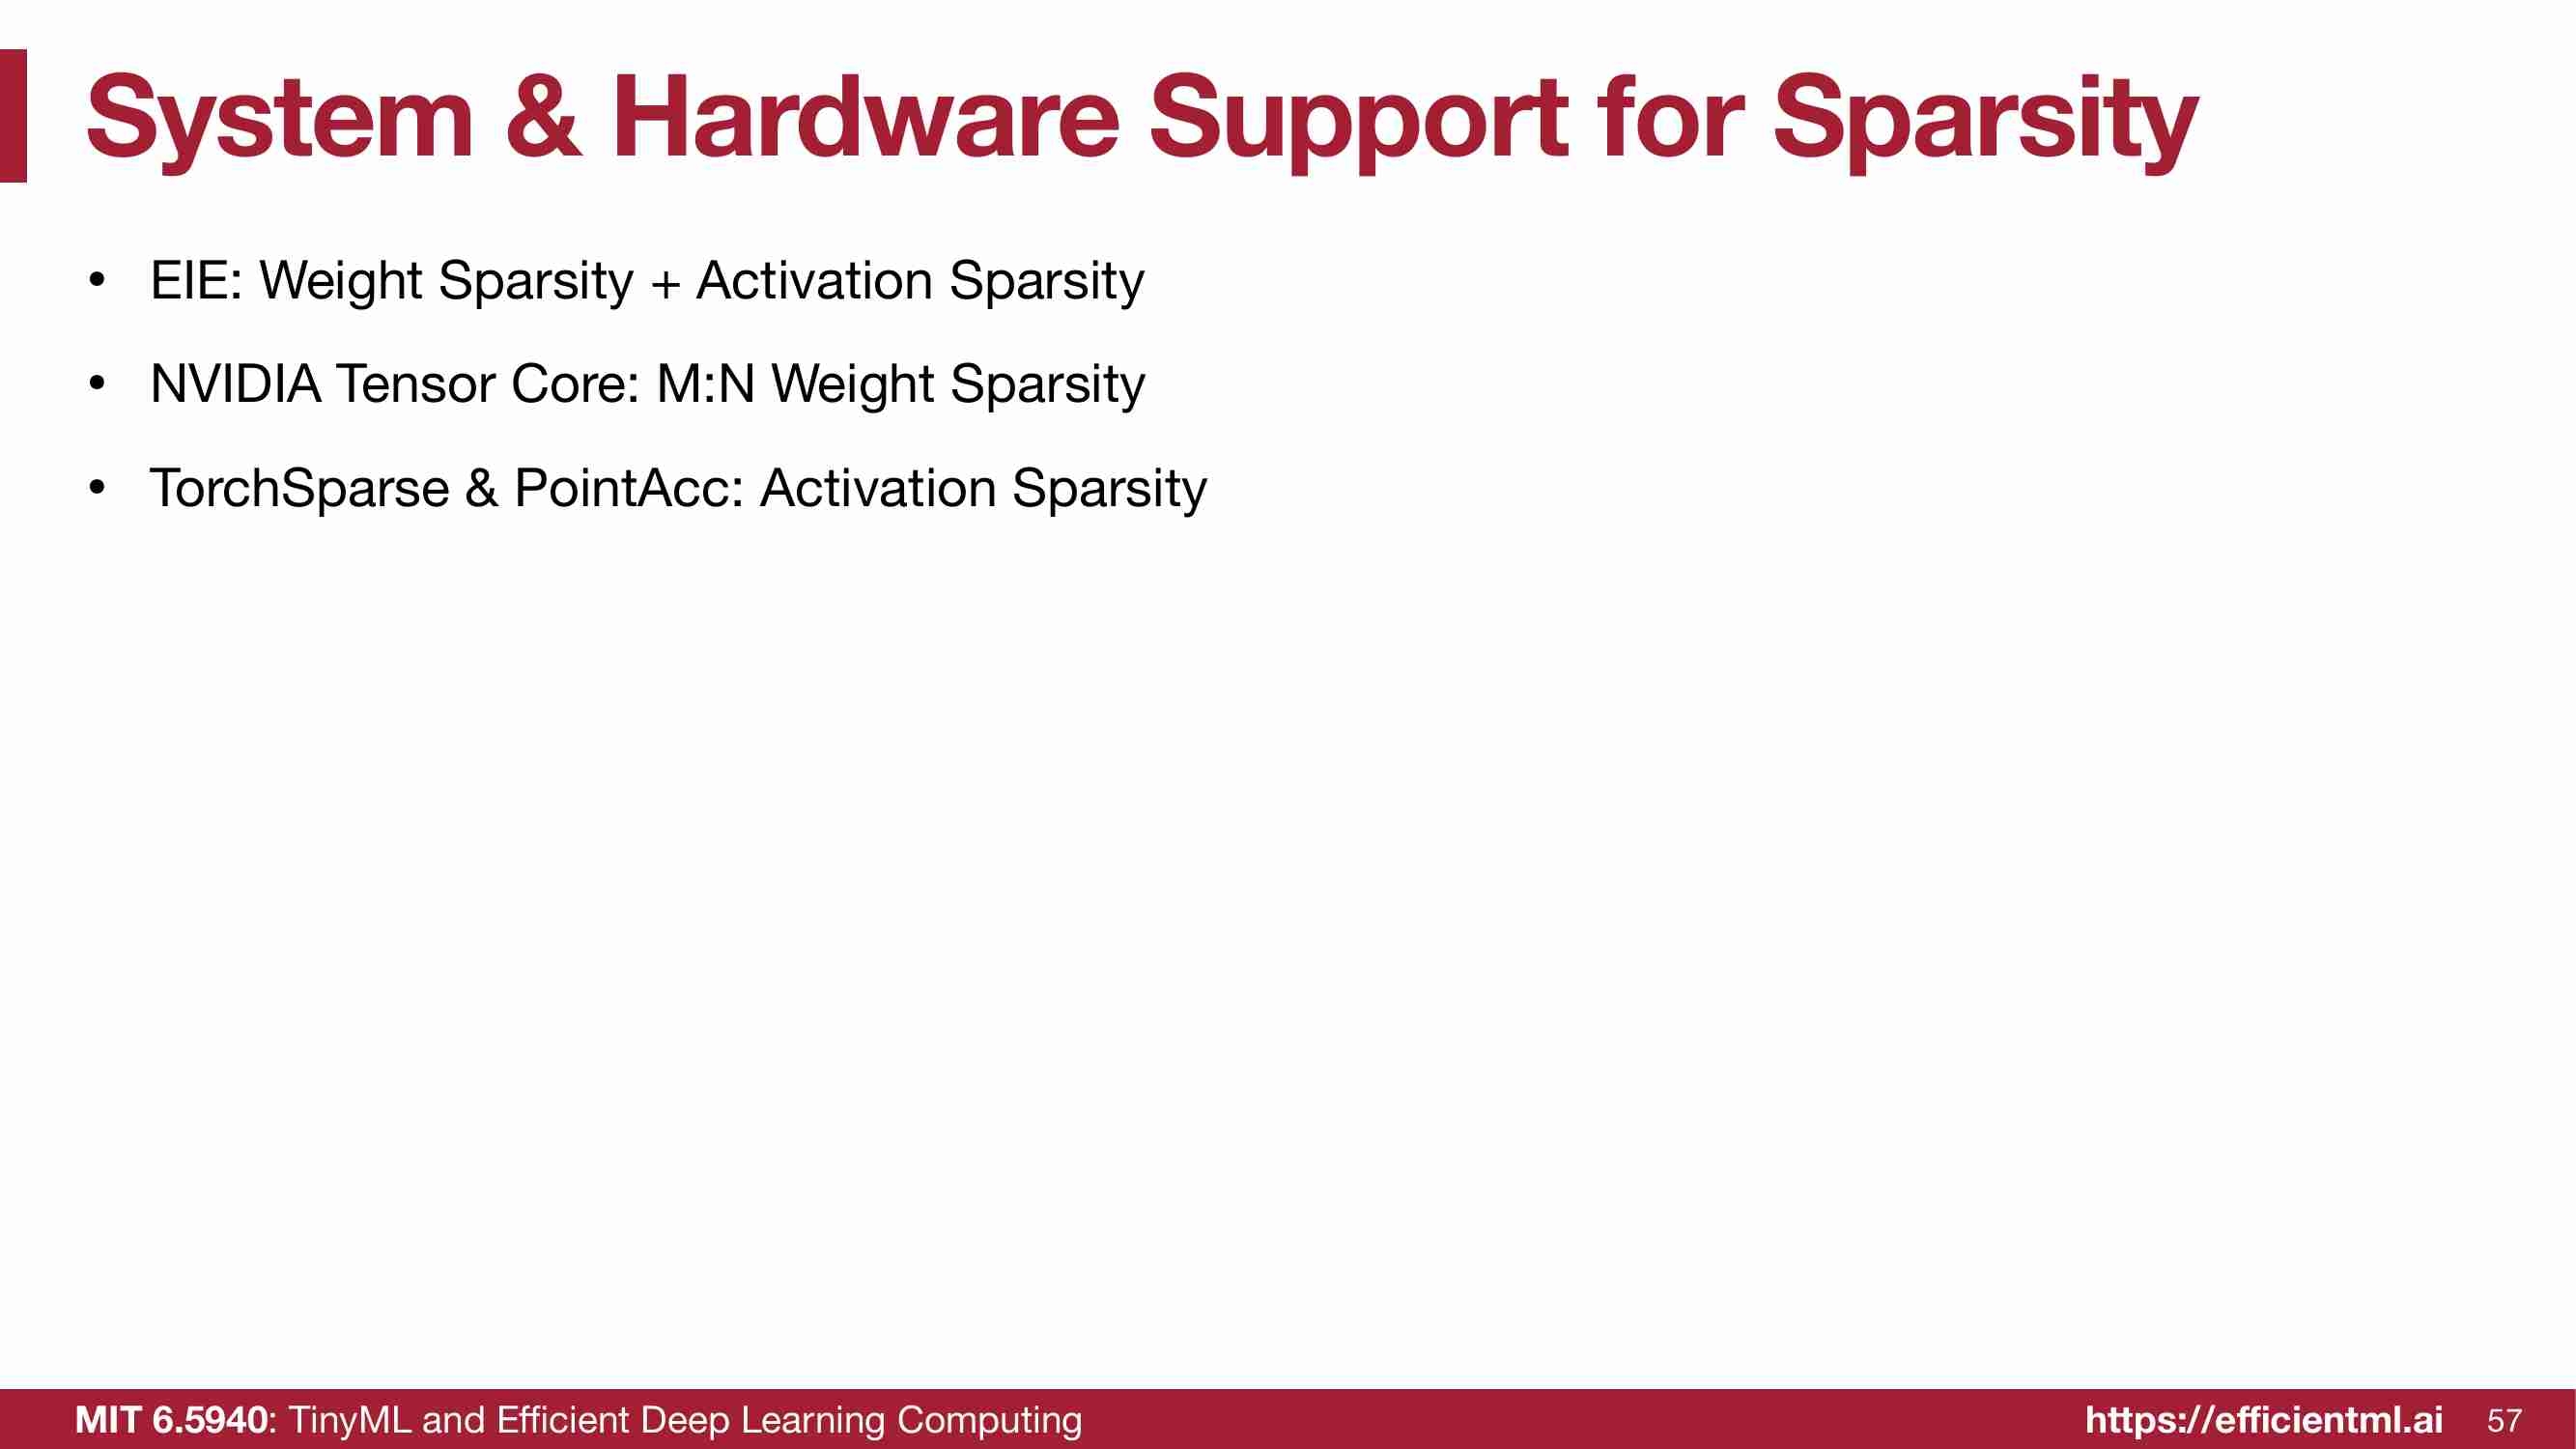 System & Hardware Support for Sparsity
• EIE: Weight Sparsity + Activation Sparsity
• NVIDIA Tensor Core: M:N Weight Sparsity
• TorchSparse & PointAcc: Activation Sparsity
MIT 6.5940: TinyML and Efficient Deep Learning Computing
https://efficientml.ai 57